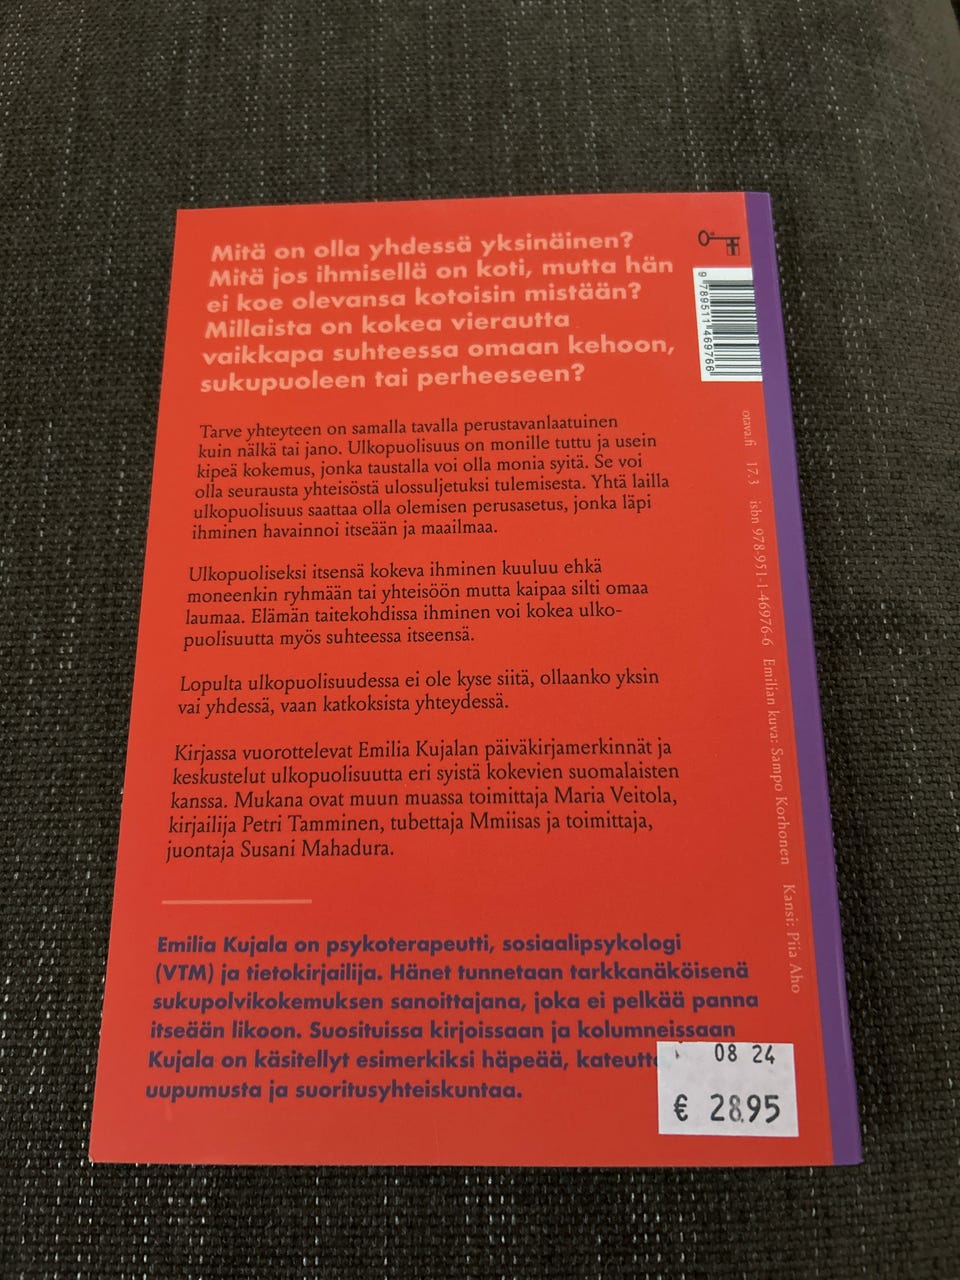 Mitä on olla yhdessä yksinäinen?
Mitä jos ihmisellä on koti, mutta hän
ei koe olevansa kotoisin mistään?
Millaista on kokea vierautta
vaikkapa suhteessa omaan kehoon,
sukupuoleen tai perheeseen?
Tarve yhteyteen on samalla tavalla perustavanlaatuinen
kuin nälkä tai jano. Ulkopuolisuus on monille tuttu ja usein
kipeä kokemus, jonka taustalla voi olla monia syitä. Se voi
olla seurausta yhteisöstä ulossuljetuksi tulemisesta. Yhtä lailla
ulkopuolisuus saattaa olla olemisen perusasetus, jonka läpi
ihminen havainnoi itseään ja maailmaa.
Ulkopuoliseksi itsensä kokeva ihminen kuuluu ehkä
moneenkin ryhmään tai yhteisöön mutta kaipaa silti omaa
laumaa. Elämän taitekohdissa ihminen voi kokea ulko-
puolisuutta myös suhteessa itseensä.
Lopulta ulkopuolisuudessa ei ole kyse siitä, ollaanko yksin
vai yhdessä, vaan katkoksista yhteydessä.
Kirjassa vuorottelevat Emilia Kujalan päiväkirjamerkinnät ja
keskustelut ulkopuolisuutta eri syistä kokevien suomalaisten
kanssa. Mukana ovat muun muassa toimittaja Maria Veitola,
kirjailija Petri Tamminen, tubettaja Mmiisas ja toimittaja,
juontaja Susani Mahadura.
Emilia Kujala on psykoterapeutti, sosiaalipsykologi
(VTM) ja tietokirjailija. Hänet tunnetaan tarkkanäköisenä
sukupolvikokemuksen sanoittajana, joka ei pelkää panna
itseään likoon. Suosituissa kirjoissaan ja kolumneissaan
Kujala on käsitellyt esimerkiksi häpeää, kateutta
uupumusta ja suoritusyhteiskuntaa.
08 24
€ 28.95
9 789511 469766
otava.fi 17.3 isbn 978-951-1-46976-6 Emilian kuva: Sampo Korhonen Kansi: Piia Aho